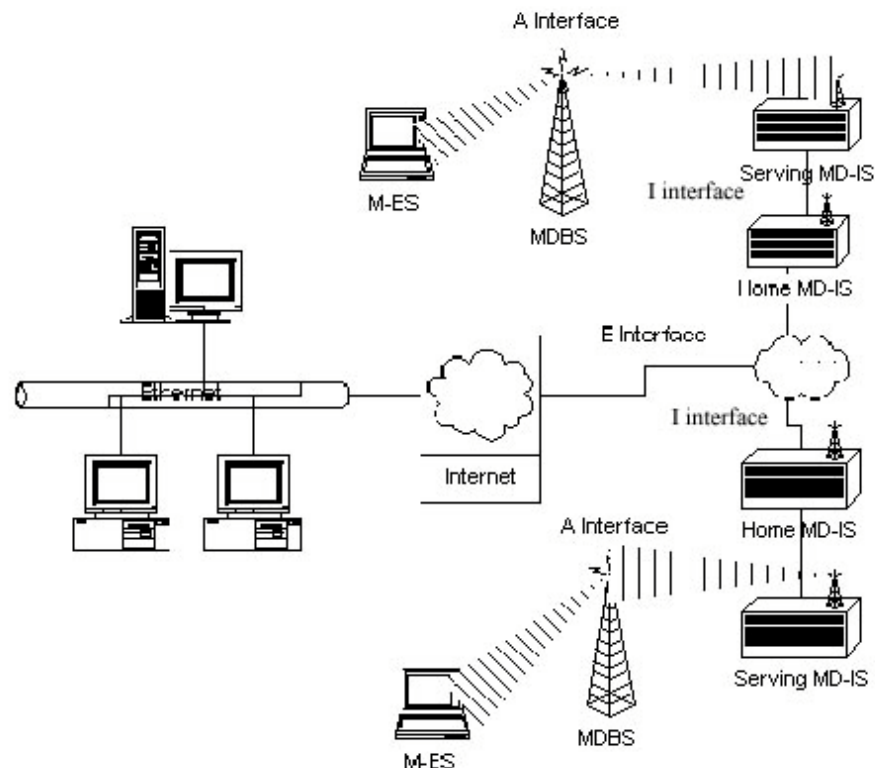 A Interface
Serving MD-IS
I interface
M-ES
MDBS
Home MD-IS
E Interface
Ethernet
I interface
Internet
Home MD-IS
A Interface
Serving MD-IS
MDBS
M-ES